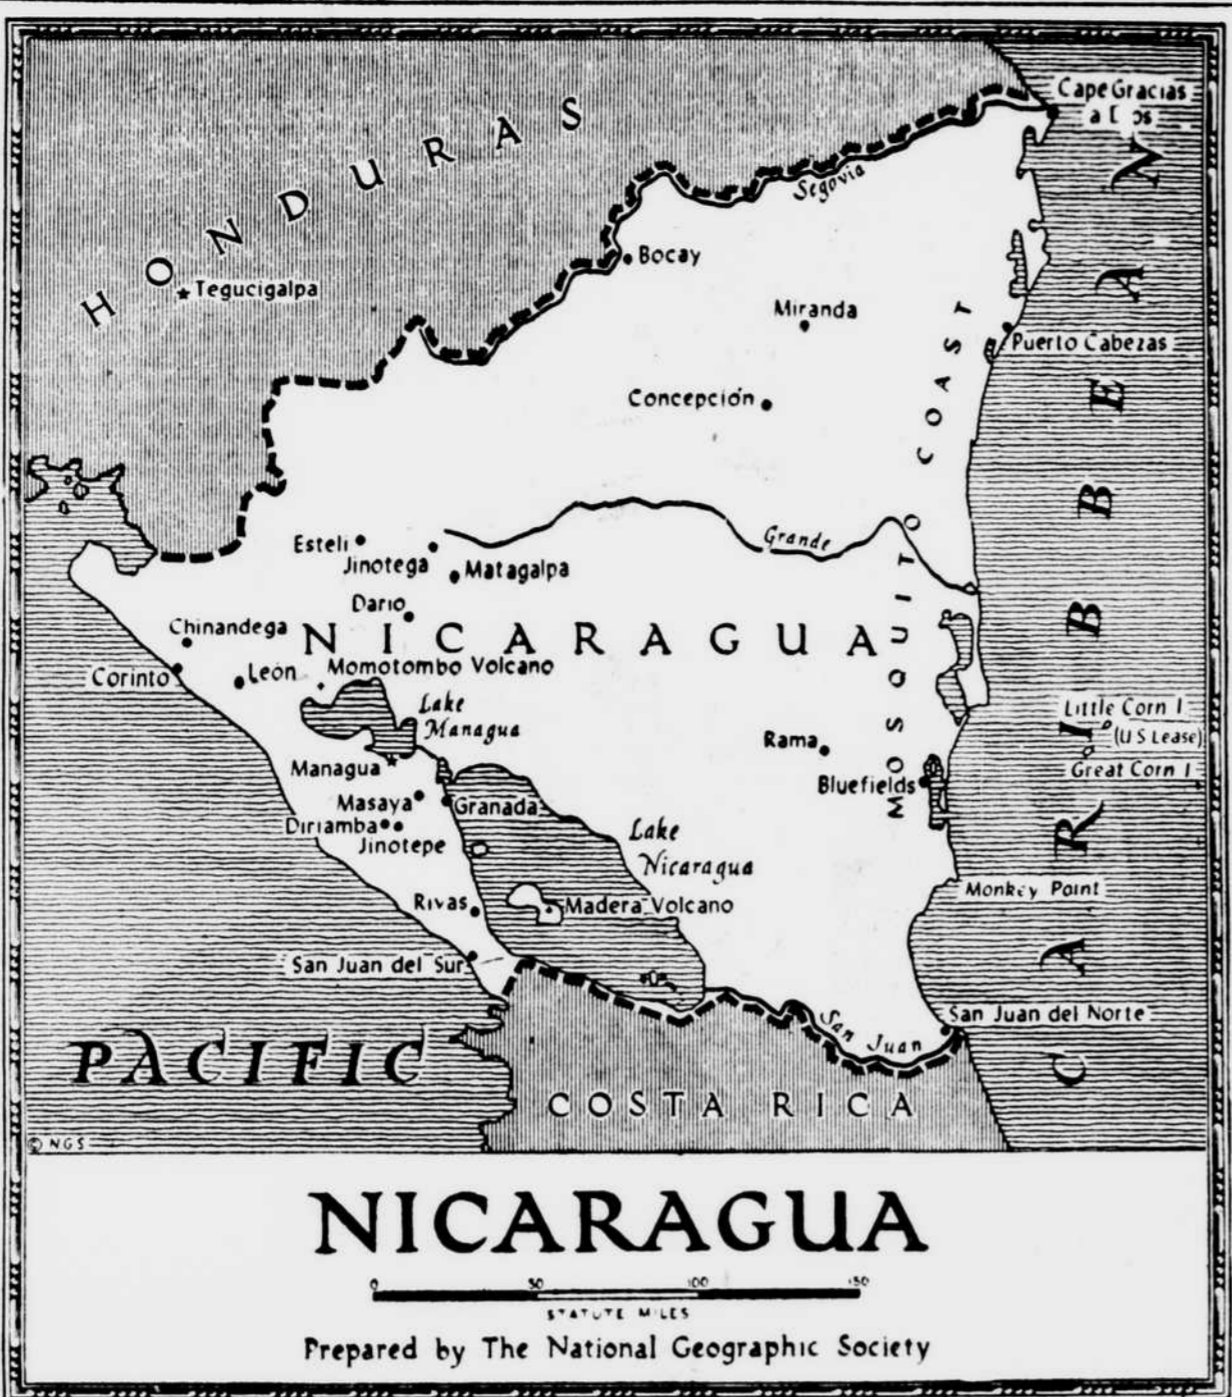 HONDURAS
Cape Gracias
a
Segovia
Bocay
Tegucigalpa
Miranda
Puerto Cabezas
Concepción
MOSQUITO COAST
CARIBBEAN
Grande
Esteli
Jinotega
Matagalpa
Dario
Chinandega
NICARAGUA
Corinto
León
Momotombo Volcano
Lake
Managua
Little Corn I
(U S Lease)
Great Corn I
Rama
Bluefields
Managua
Masaya
Granada
Diriamba
Jinotepe
Lake
Nicaragua
Monkey Point
Rivas
Madera Volcano
San Juan del Sur
San Juan del Norte
San Juan
PACIFIC
COSTA RICA
© NGS
NICARAGUA
0 50 100 150
STATUTE MILES
Prepared by The National Geographic Society